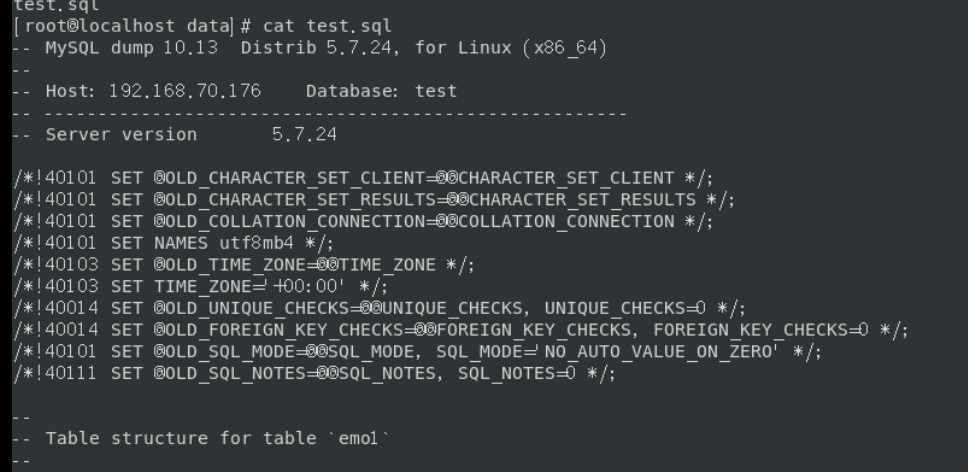 test.sql
[root@localhost data]# cat test.sql
-- MySQL dump 10.13  Distrib 5.7.24, for Linux (x86_64)
--
-- Host: 192.168.70.176    Database: test
-- ------------------------------------------------------
-- Server version       5.7.24
/*!40101 SET @OLD_CHARACTER_SET_CLIENT=@@CHARACTER_SET_CLIENT */;
/*!40101 SET @OLD_CHARACTER_SET_RESULTS=@@CHARACTER_SET_RESULTS */;
/*!40101 SET @OLD_COLLATION_CONNECTION=@@COLLATION_CONNECTION */;
/*!40101 SET NAMES utf8mb4 */;
/*!40103 SET @OLD_TIME_ZONE=@@TIME_ZONE */;
/*!40103 SET TIME_ZONE='+00:00' */;
/*!40014 SET @OLD_UNIQUE_CHECKS=@@UNIQUE_CHECKS, UNIQUE_CHECKS=0 */;
/*!40014 SET @OLD_FOREIGN_KEY_CHECKS=@@FOREIGN_KEY_CHECKS, FOREIGN_KEY_CHECKS=0 */;
/*!40101 SET @OLD_SQL_MODE=@@SQL_MODE, SQL_MODE='NO_AUTO_VALUE_ON_ZERO' */;
/*!40111 SET @OLD_SQL_NOTES=@@SQL_NOTES, SQL_NOTES=0 */;
--
-- Table structure for table `emo1`
--